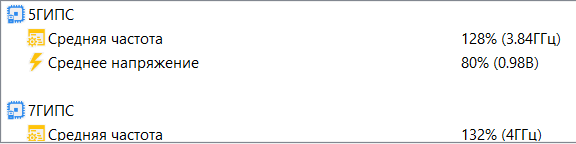 5ГИПС
Средняя частота 128% (3.84ГГц)
Среднее напряжение 80% (0.98В)
7ГИПС
Средняя частота 132% (4ГГц)